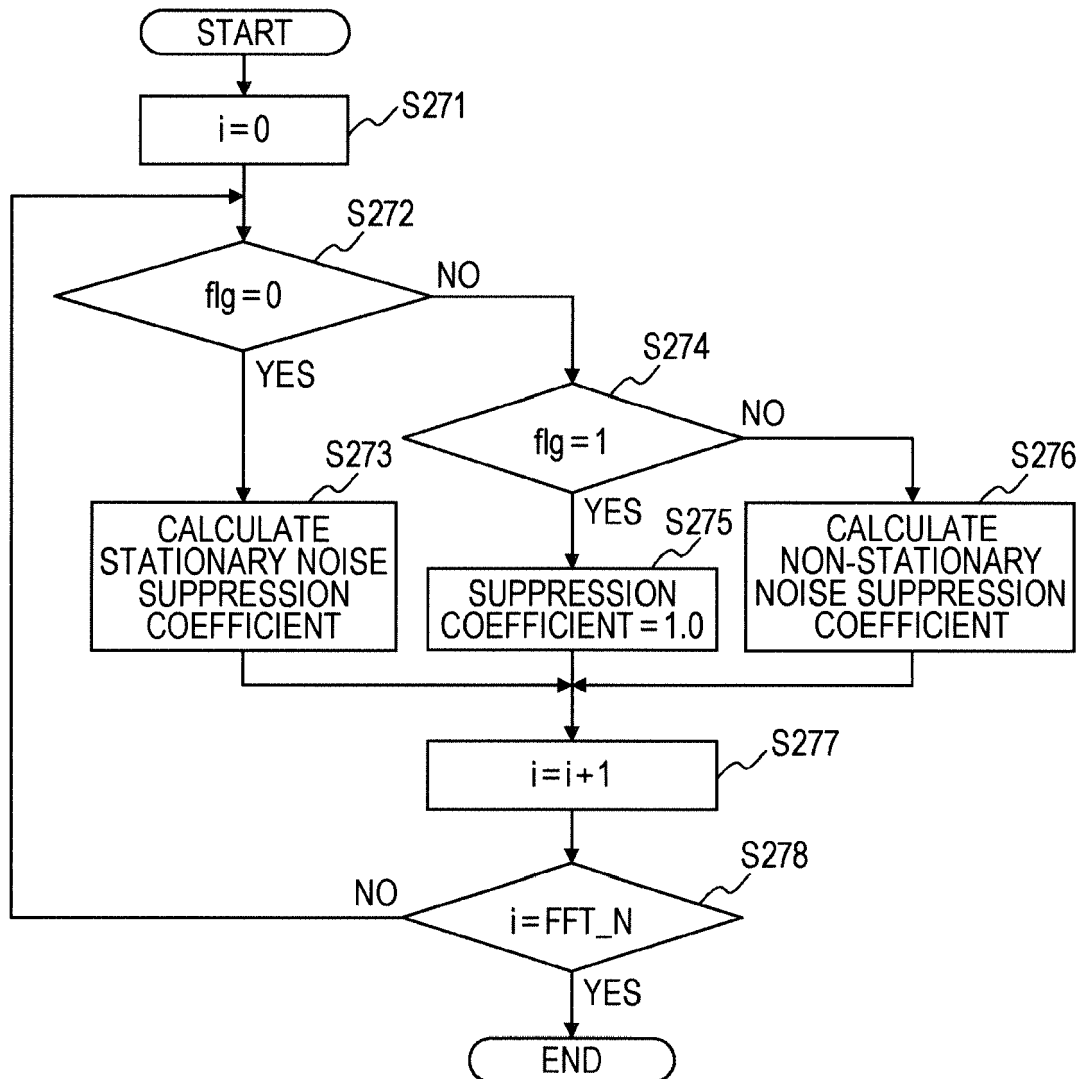 START
S271
i=0
S272
flg=0
NO
YES
S274
flg=1
NO
YES
S273
CALCULATE
STATIONARY NOISE
SUPPRESSION
COEFFICIENT
S275
SUPPRESSION
COEFFICIENT=1.0
S276
CALCULATE
NON-STATIONARY
NOISE SUPPRESSION
COEFFICIENT
S277
i=i+1
S278
NO
i=FFT_N
YES
END